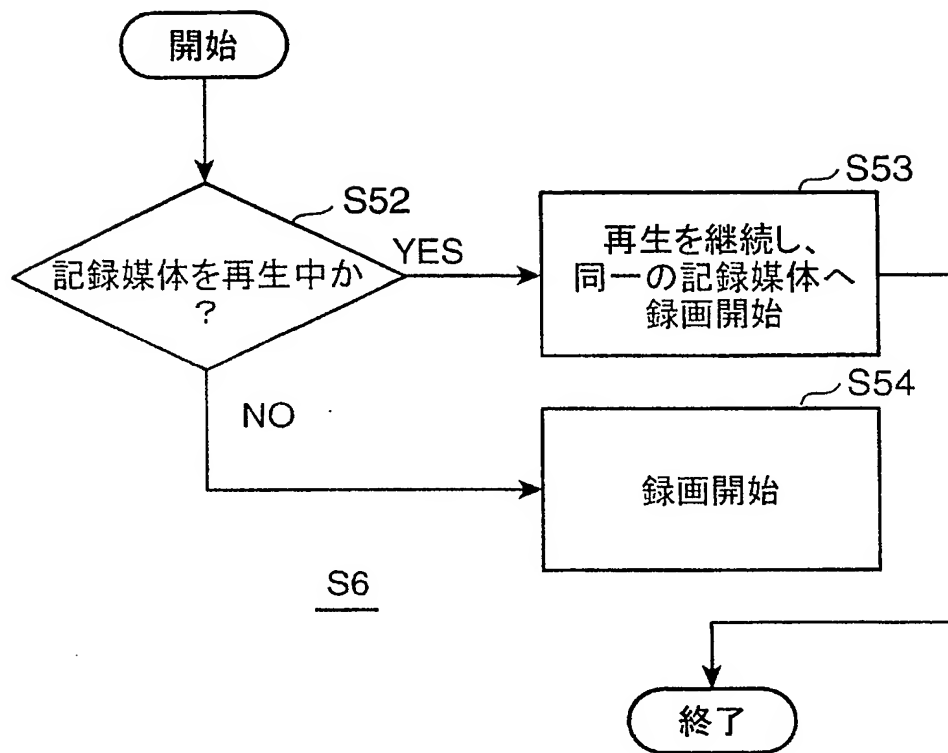 開始
S52
記録媒体を再生中か
?
YES
NO
S53
再生を継続し、
同一の記録媒体へ
録画開始
S54
録画開始
S6
終了